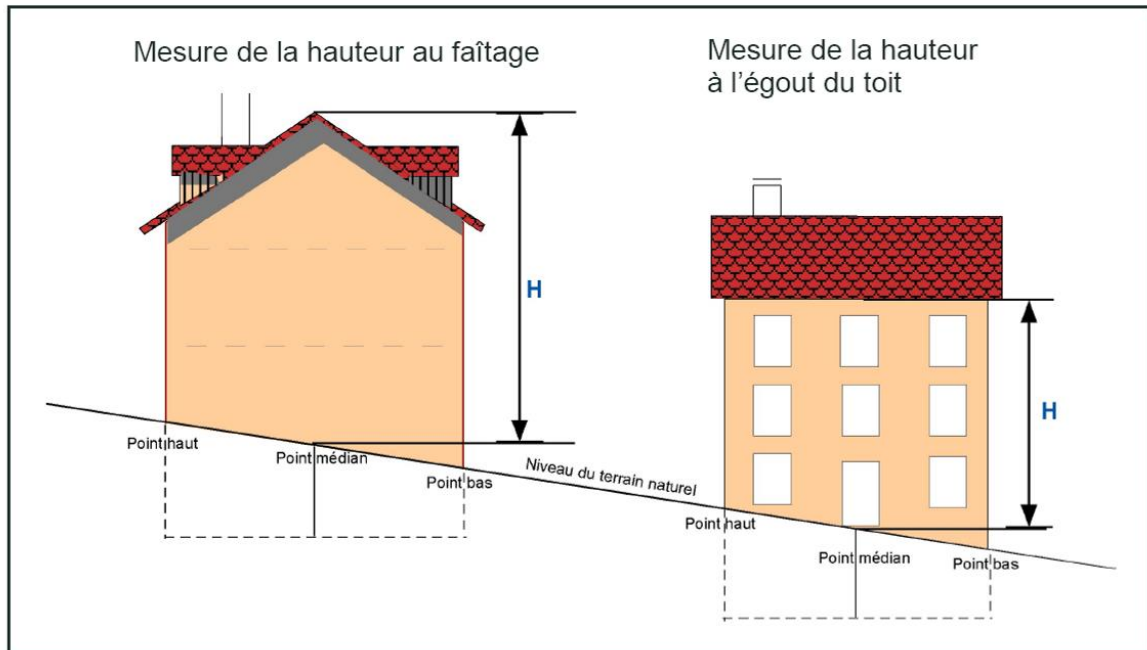 Mesure de la hauteur au faîtage
Mesure de la hauteur
à l'égout du toit
H
H
Point haut
Point médian
Point bas
Niveau du terrain naturel
Point haut
Point médian
Point bas